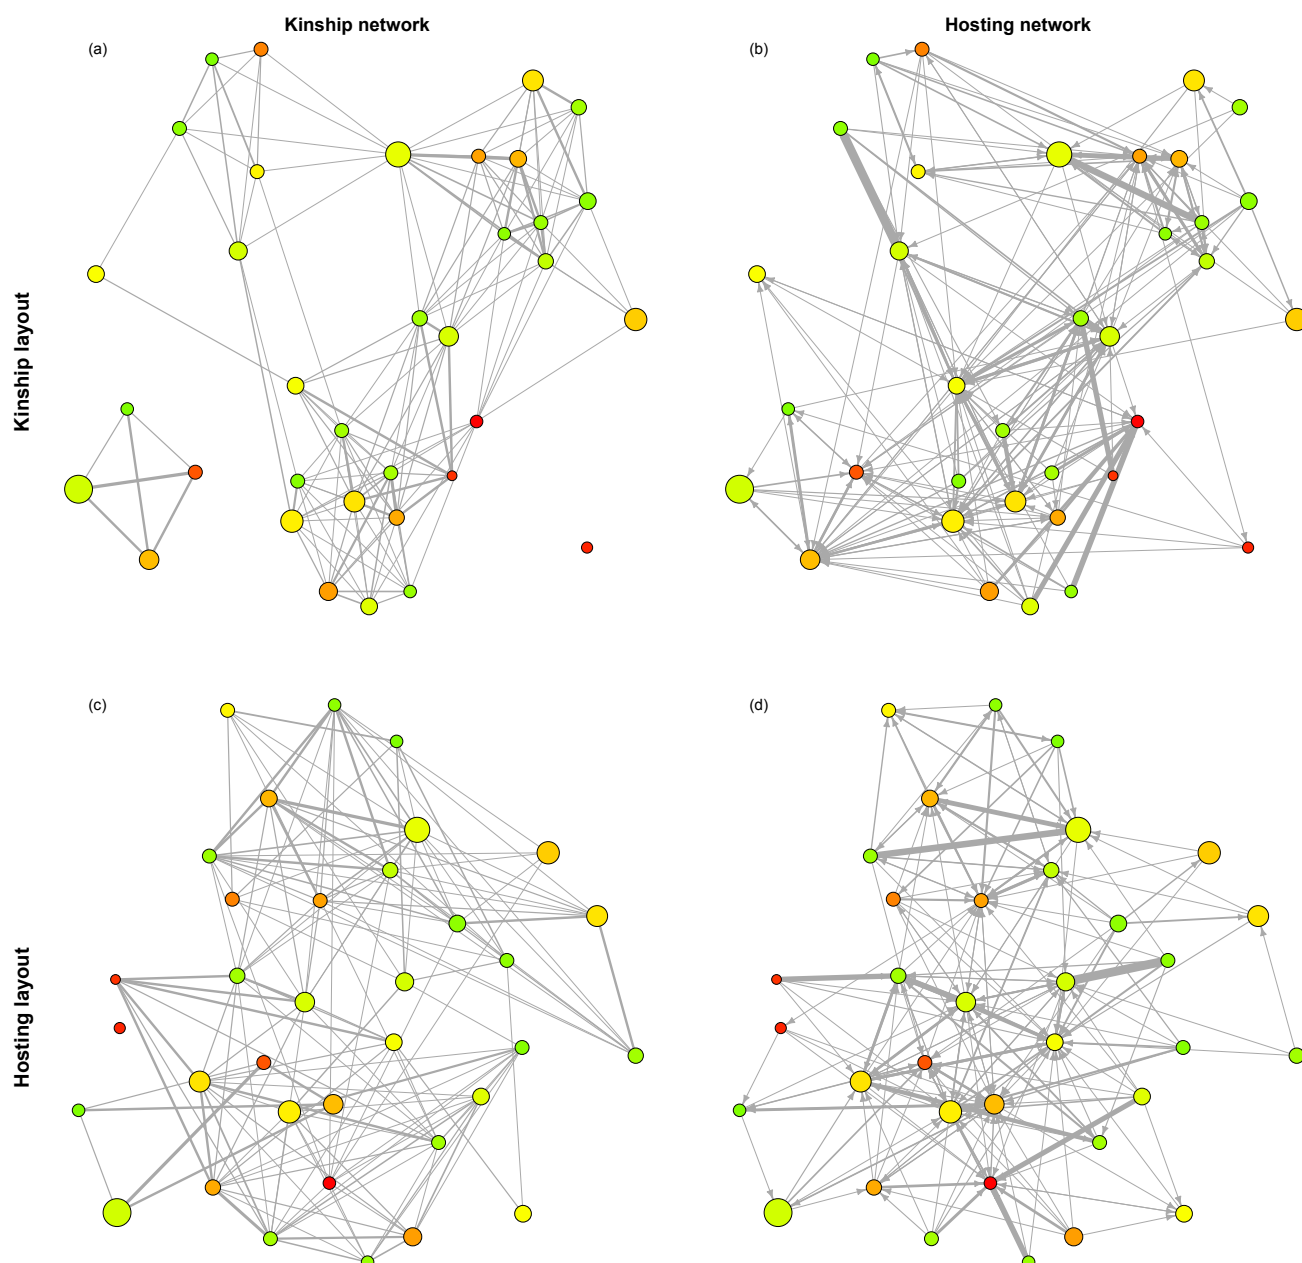 Kinship network
Hosting network
(a)
(b)
Kinship layout
(c)
(d)
Hosting layout